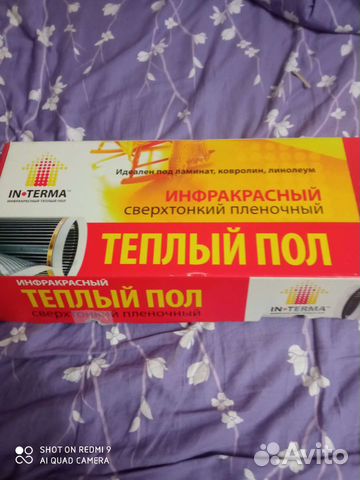 IN•TERMA™
ИНФРАКРАСНЫЙ ТЕПЛЫЙ ПОЛ
Идеален под ламинат, ковролин, линолеум
ИНФРАКРАСНЫЙ
сверхтонкий пленочный
ТЕПЛЫЙ ПОЛ
ИНФРАКРАСНЫЙ
ТЕПЛЫЙ ПОЛ
сверхтонкий пленочный
IN•TERMA
SHOT ON REDMI 9
AI QUAD CAMERA
Avito